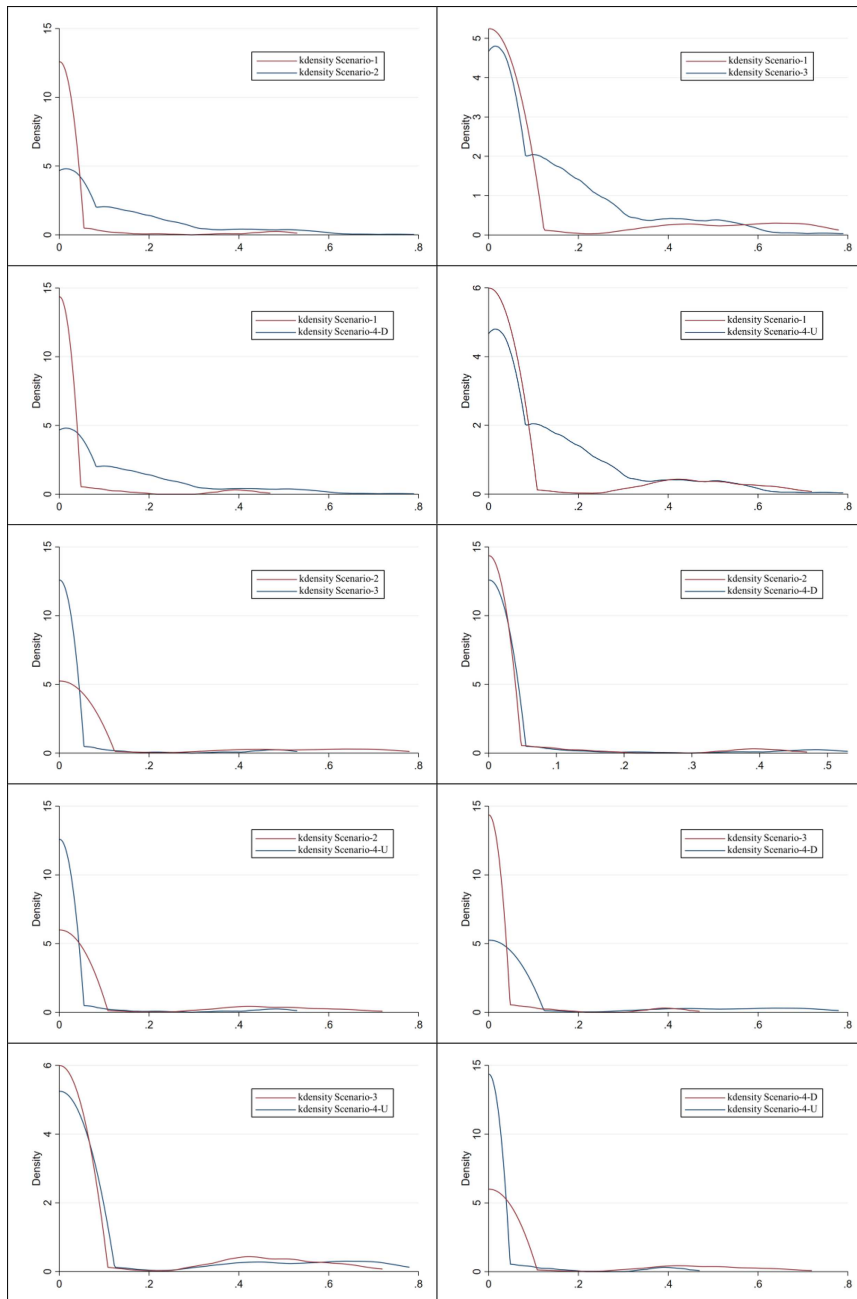 15
10
5
0
Density
kdensity Scenario-1
kdensity Scenario-2
0 .2 .4 .6 .8
5
4
3
2
1
0
Density
kdensity Scenario-1
kdensity Scenario-3
0 .2 .4 .6 .8
15
10
5
0
Density
kdensity Scenario-1
kdensity Scenario-4-D
0 .2 .4 .6 .8
6
4
2
0
Density
kdensity Scenario-1
kdensity Scenario-4-U
0 .2 .4 .6 .8
15
10
5
0
Density
kdensity Scenario-2
kdensity Scenario-3
0 .2 .4 .6 .8
15
10
5
0
Density
kdensity Scenario-2
kdensity Scenario-4-D
0 .1 .2 .3 .4 .5
15
10
5
0
Density
kdensity Scenario-2
kdensity Scenario-4-U
0 .2 .4 .6 .8
15
10
5
0
Density
kdensity Scenario-3
kdensity Scenario-4-D
0 .2 .4 .6 .8
6
4
2
0
Density
kdensity Scenario-3
kdensity Scenario-4-U
0 .2 .4 .6 .8
15
10
5
0
Density
kdensity Scenario-4-D
kdensity Scenario-4-U
0 .2 .4 .6 .8